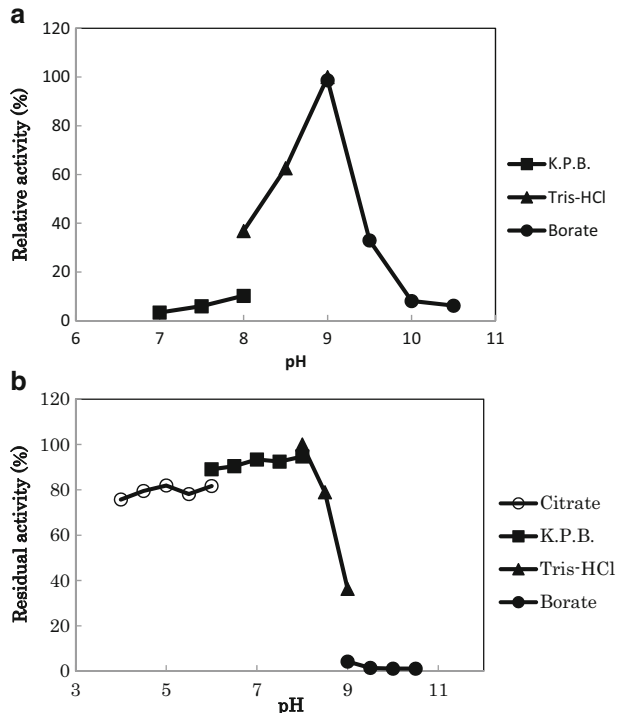 a
120
100
80
60
40
20
0
Relative activity (%)
6 7 8 9 10 11
pH
K.P.B.
Tris-HCl
Borate
b
120
100
80
60
40
20
0
Residual activity (%)
3 5 7 9 11
pH
Citrate
K.P.B.
Tris-HCl
Borate